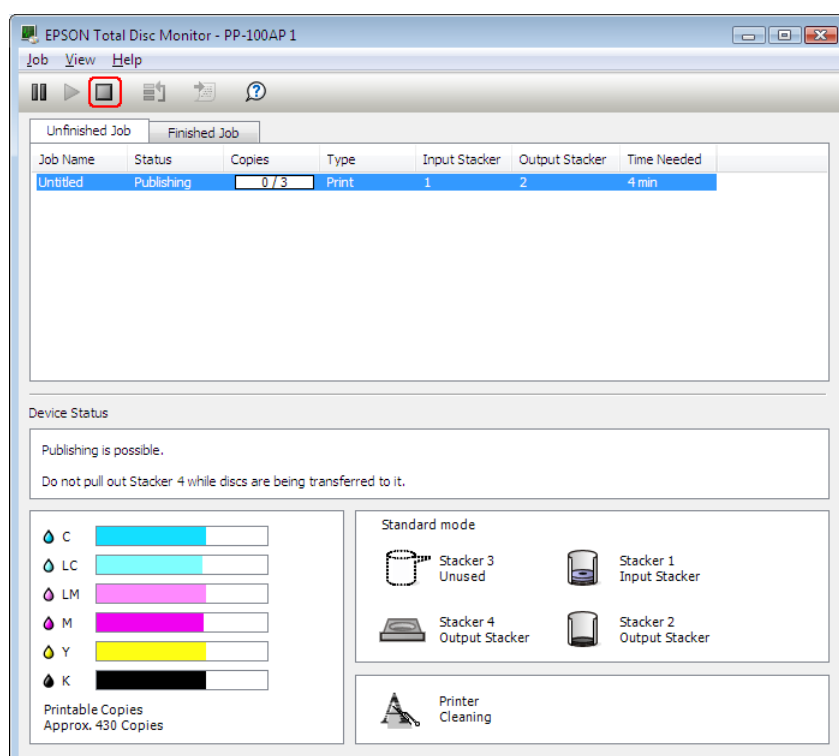 EPSON Total Disc Monitor - PP-100AP 1
Job View Help
Unfinished Job Finished Job
Job Name Status Copies Type Input Stacker Output Stacker Time Needed
Untitled Publishing 0 / 3 Print 1 2 4 min
Device Status
Publishing is possible.
Do not pull out Stacker 4 while discs are being transferred to it.
C
LC
LM
M
Y
K
Printable Copies
Approx. 430 Copies
Standard mode
Stacker 3
Unused
Stacker 1
Input Stacker
Stacker 4
Output Stacker
Stacker 2
Output Stacker
Printer
Cleaning